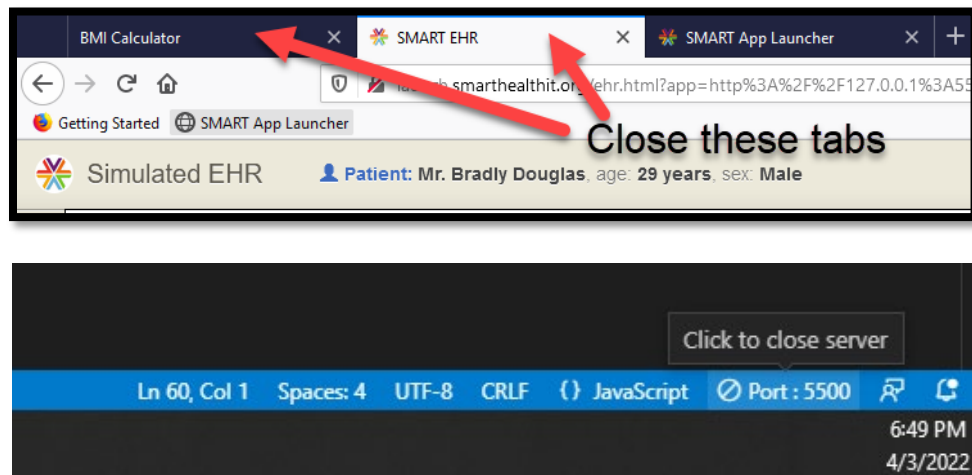 BMI Calculator SMART EHR SMART App Launcher
smarthealthit.org/ehr.html?app=http%3A%2F%2F127.0.0.1%3A55
Getting Started SMART App Launcher
Close these tabs
Simulated EHR Patient: Mr. Bradly Douglas, age: 29 years, sex: Male
Click to close server
Ln 60, Col 1 Spaces: 4 UTF-8 CRLF {} JavaScript Port : 5500
6:49 PM
4/3/2022